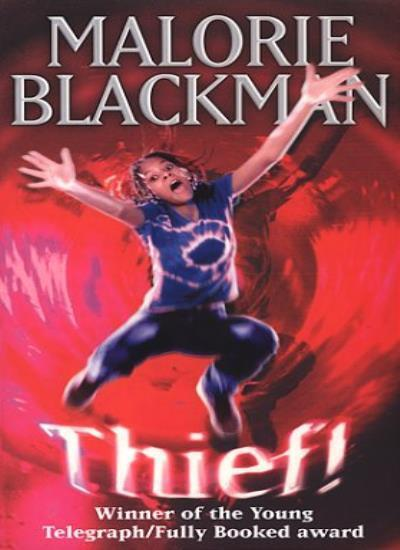 MALORIE
BLACKMAN
Thief!
Winner of the Young
Telegraph/Fully Booked award